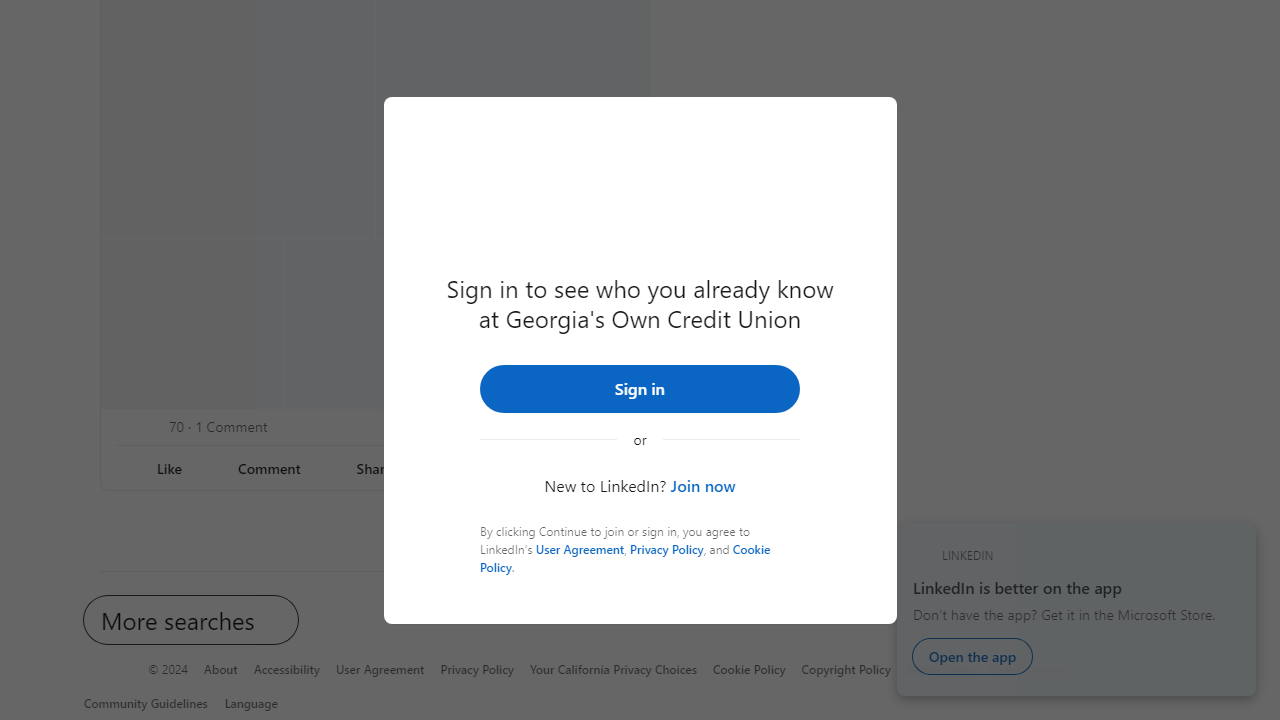 Sign in to see who you already know
at Georgia's Own Credit Union
Sign in
or
New to LinkedIn? Join now
By clicking Continue to join or sign in, you agree to
LinkedIn's User Agreement, Privacy Policy, and Cookie
Policy.
70 · 1 Comment
Like Comment
More searches
LINKEDIN
LinkedIn is better on the app
Don't have the app? Get it in the Microsoft Store.
Open the app
© 2024 About Accessibility User Agreement Privacy Policy Your California Privacy Choices Cookie Policy Copyright Policy
Community Guidelines Language